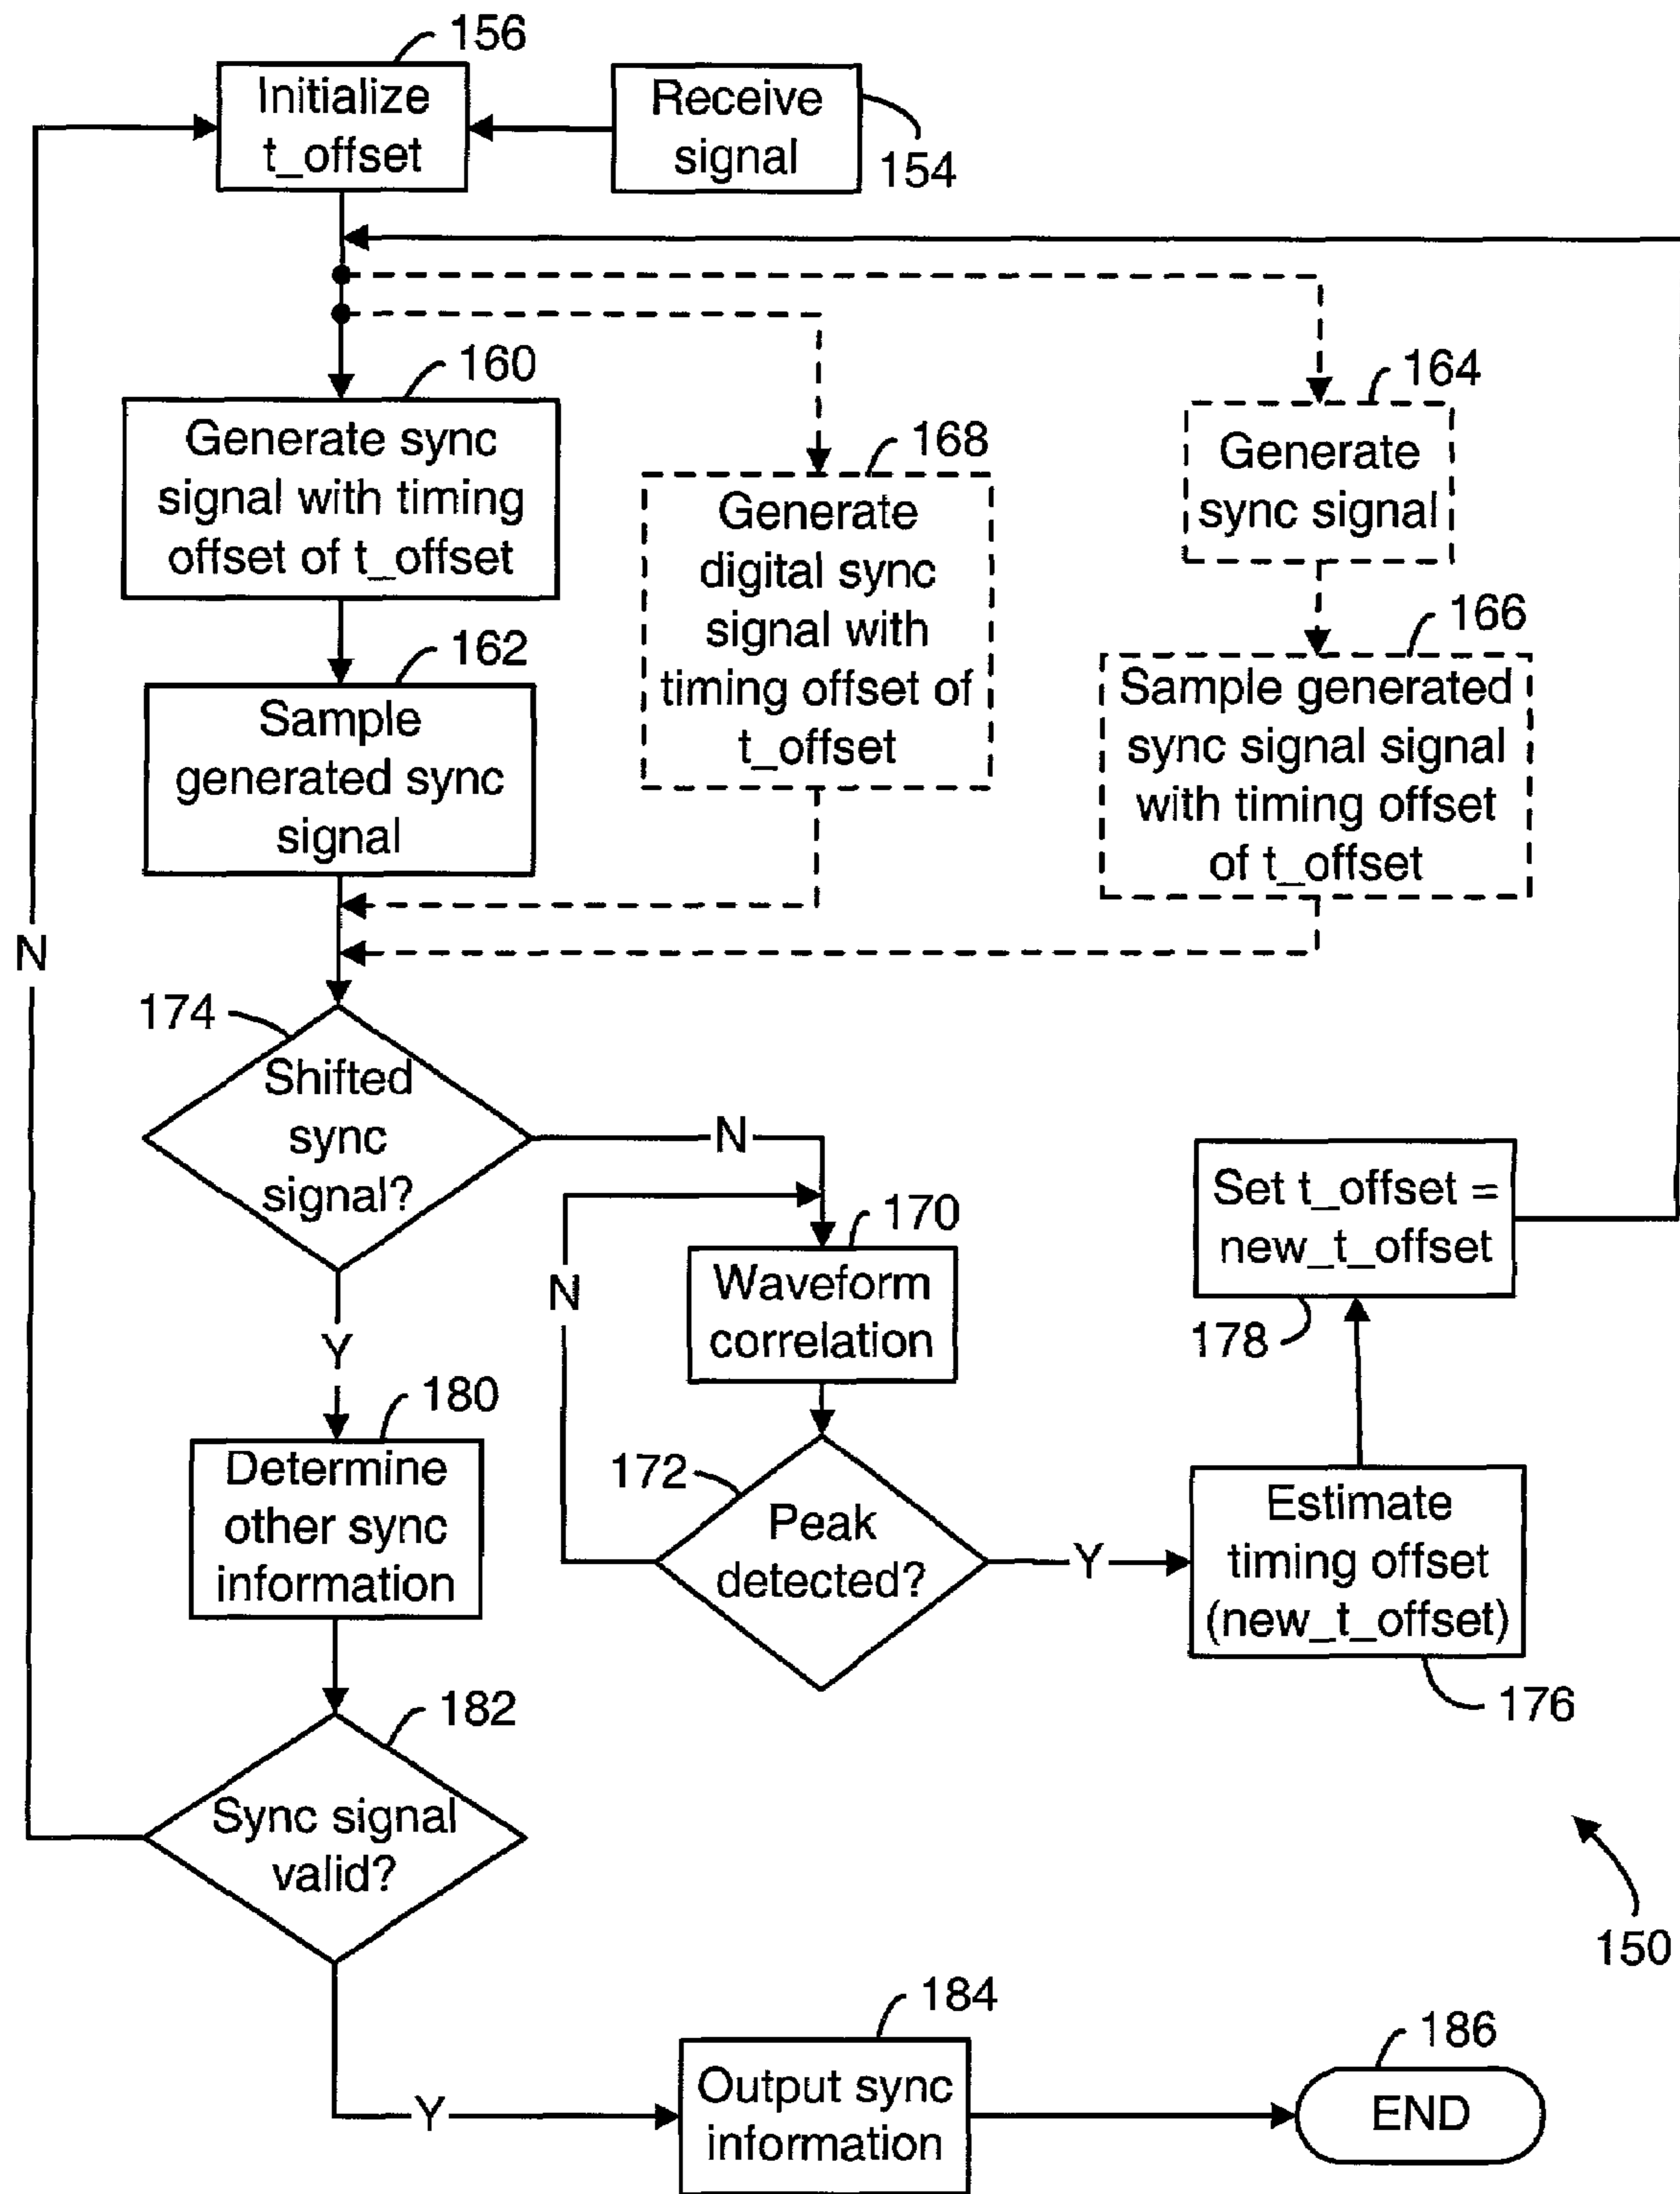 156
Initialize
t_offset
Receive
signal
154
160
Generate sync
signal with timing
offset of t_offset
168
Generate
digital sync
signal with
timing offset of
t_offset
164
Generate
sync signal
162
Sample
generated sync
signal
166
Sample generated
sync signal signal
with timing offset
of t_offset
N
174
Shifted
sync
signal?
N
Y
N
170
Waveform
correlation
Set t_offset =
new_t_offset
178
180
Determine
other sync
information
172
Peak
detected?
Y
Estimate
timing offset
(new_t_offset)
176
182
Sync signal
valid?
150
Y
184
Output sync
information
186
END